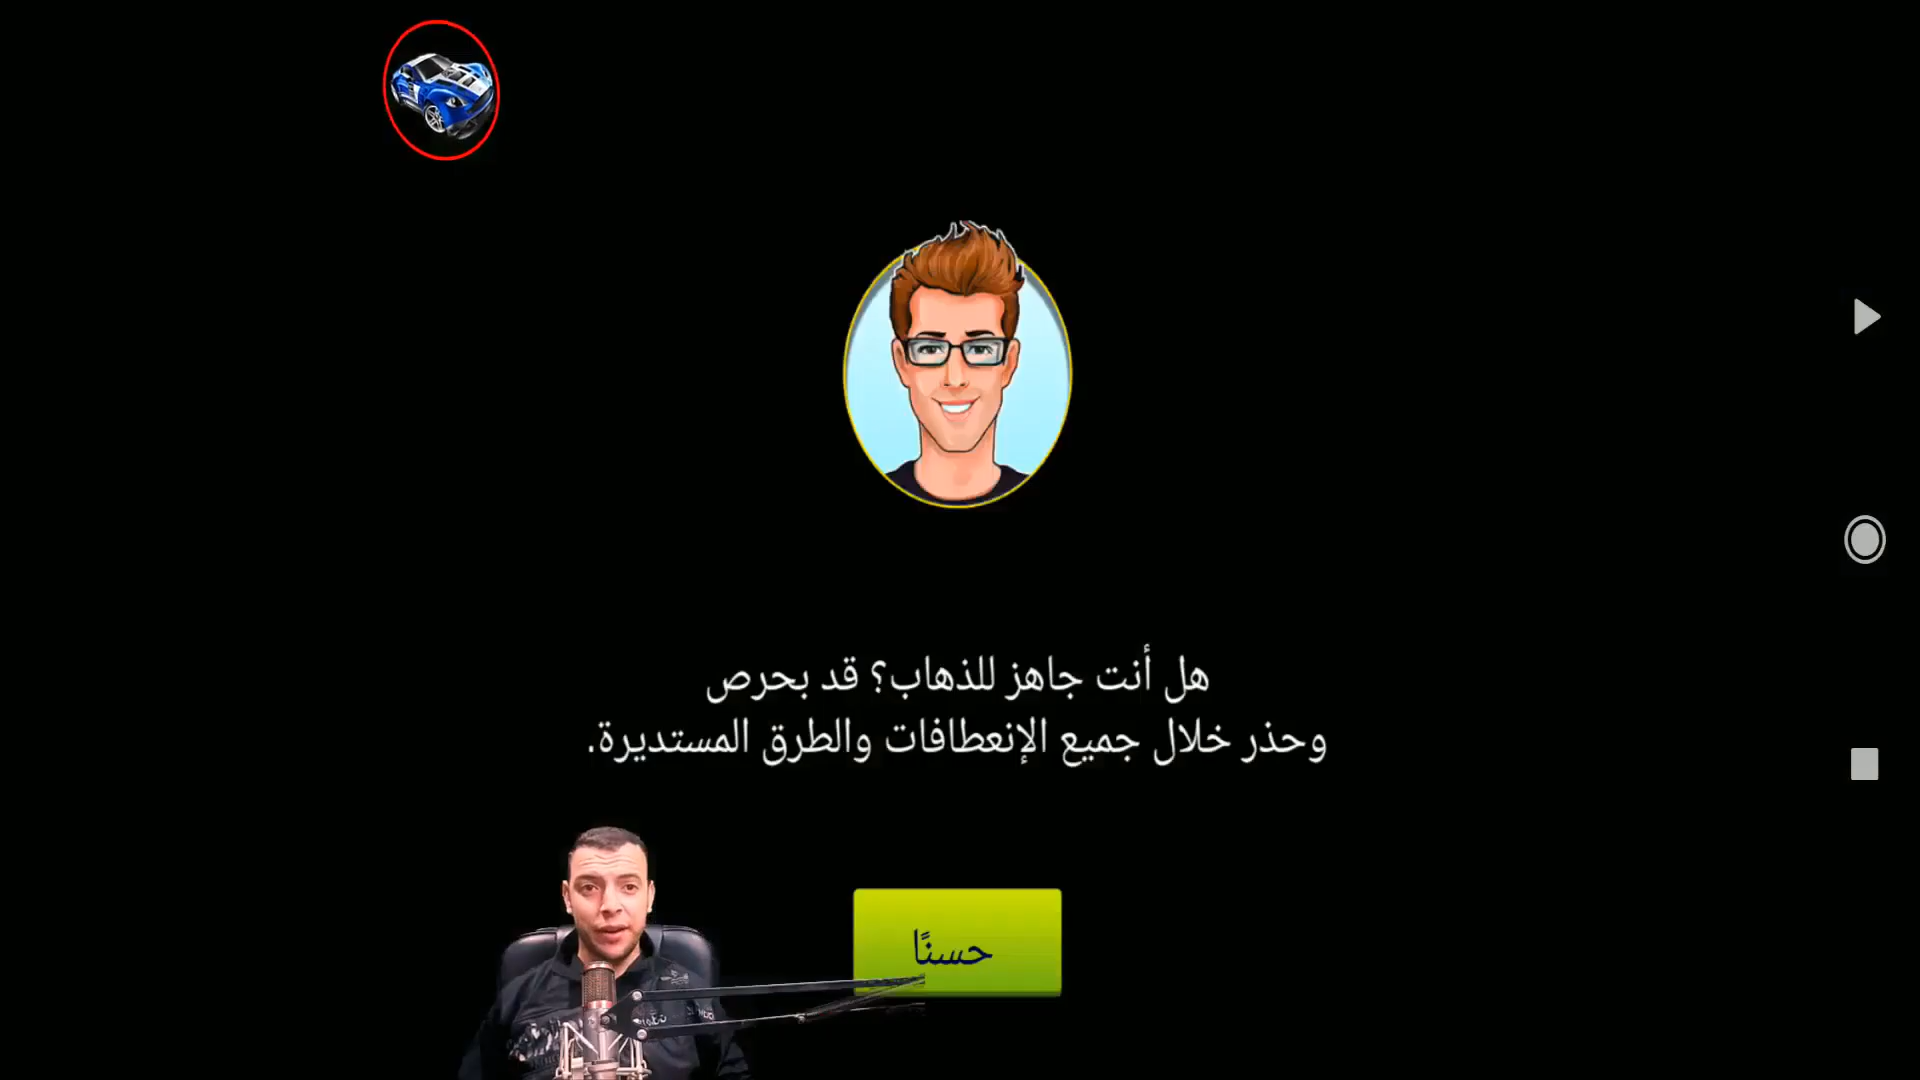 هل أنت جاهز للذهاب؟ قد بحرص
وحذر خلال جميع الإنعطافات والطرق المستديرة.
حسنًا